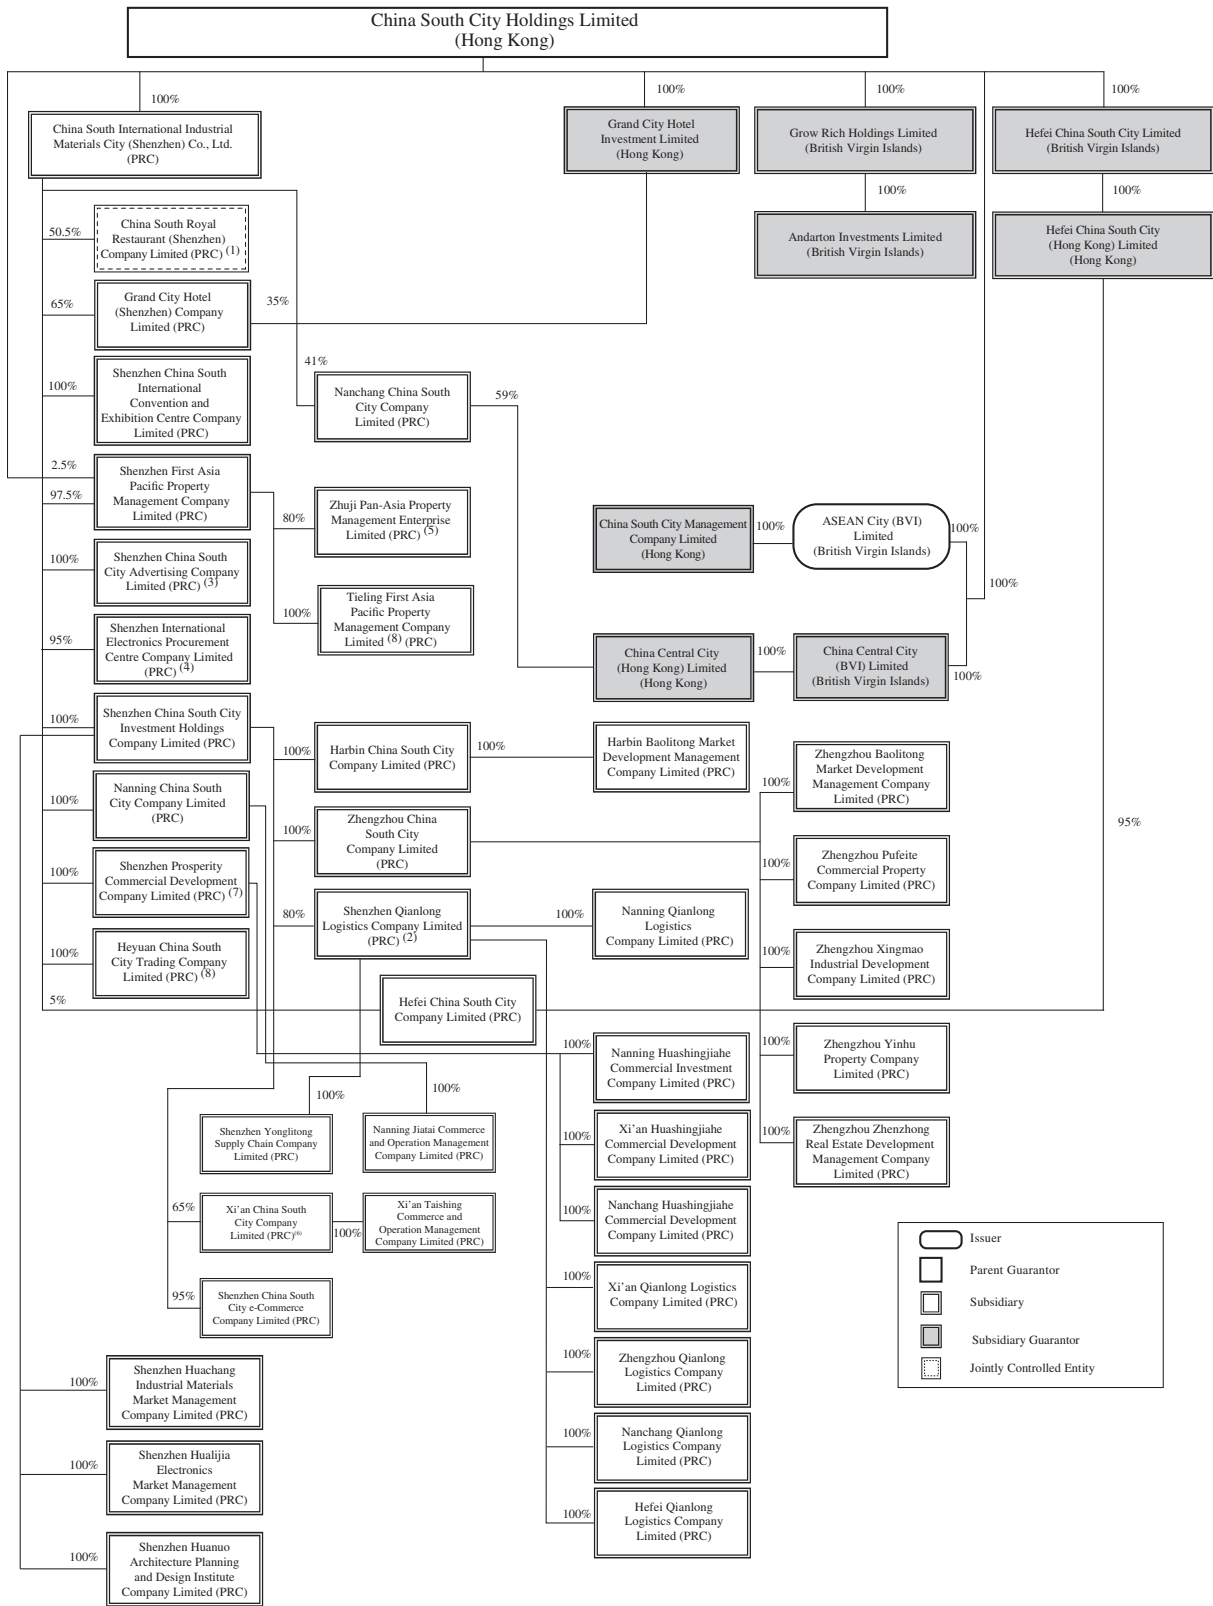 China South City Holdings Limited
(Hong Kong)
100%
100%
100%
100%
China South International Industrial
Materials City (Shenzhen) Co., Ltd.
(PRC)
Grand City Hotel
Investment Limited
(Hong Kong)
Grow Rich Holdings Limited
(British Virgin Islands)
Hefei China South City Limited
(British Virgin Islands)
100%
100%
50.5%
China South Royal
Restaurant (Shenzhen)
Company Limited (PRC) (1)
Andarton Investments Limited
(British Virgin Islands)
Hefei China South City
(Hong Kong) Limited
(Hong Kong)
65%
Grand City Hotel
(Shenzhen) Company
Limited (PRC)
35%
100%
Shenzhen China South
International
Convention and
Exhibition Centre Company
Limited (PRC)
41%
Nanchang China South
City Company
Limited (PRC)
59%
2.5%
97.5%
Shenzhen First Asia
Pacific Property
Management Company
Limited (PRC)
80%
Zhuji Pan-Asia Property
Management Enterprise
Limited (PRC) (5)
China South City Management
Company Limited
(Hong Kong)
100%
ASEAN City (BVI)
Limited
(British Virgin Islands)
100%
100%
100%
Shenzhen China South
City Advertising Company
Limited (PRC) (3)
100%
Tieling First Asia
Pacific Property
Management Company
Limited (8) (PRC)
95%
Shenzhen International
Electronics Procurement
Centre Company Limited
(PRC) (4)
China Central City
(Hong Kong) Limited
(Hong Kong)
100%
China Central City
(BVI) Limited
(British Virgin Islands)
100%
100%
Shenzhen China South City
Investment Holdings
Company Limited (PRC)
100%
Harbin China South City
Company Limited (PRC)
100%
Harbin Baolitong Market
Development Management
Company Limited (PRC)
100%
Zhengzhou Baolitong
Market Development
Management Company
Limited (PRC)
100%
Nanning China South
City Company Limited
(PRC)
100%
Zhengzhou China
South City
Company Limited
(PRC)
95%
100%
Zhengzhou Pufeite
Commercial Property
Company Limited (PRC)
100%
Shenzhen Prosperity
Commercial Development
Company Limited (PRC) (7)
80%
Shenzhen Qianlong
Logistics Company Limited
(PRC) (2)
100%
Nanning Qianlong
Logistics
Company Limited (PRC)
100%
Heyuan China South
City Trading Company
Limited (PRC) (8)
100%
Zhengzhou Xingmao
Industrial Development
Company Limited (PRC)
5%
Hefei China South City
Company Limited (PRC)
100%
Nanning Huashingjiahe
Commercial Investment
Company Limited (PRC)
100%
Zhengzhou Yinhu
Property Company
Limited (PRC)
100%
100%
Shenzhen Yonglitong
Supply Chain Company
Limited (PRC)
Nanning Jiatai Commerce
and Operation Management
Company Limited (PRC)
100%
Xi'an Huashingjiahe
Commercial Development
Company Limited (PRC)
100%
Zhengzhou Zhenzhong
Real Estate Development
Management Company
Limited (PRC)
65%
Xi'an China South
City Company
Limited (PRC)(6)
100%
Xi'an Taishing
Commerce and
Operation Management
Company Limited (PRC)
100%
Nanchang Huashingjiahe
Commercial Development
Company Limited (PRC)
95%
Shenzhen China South
City e-Commerce
Company Limited (PRC)
100%
Xi'an Qianlong Logistics
Company Limited (PRC)
Issuer
Parent Guarantor
Subsidiary
Subsidiary Guarantor
Jointly Controlled Entity
100%
Shenzhen Huachang
Industrial Materials
Market Management
Company Limited (PRC)
100%
Zhengzhou Qianlong
Logistics Company
Limited (PRC)
100%
Shenzhen Hualijia
Electronics
Market Management
Company Limited (PRC)
100%
Nanchang Qianlong
Logistics Company
Limited (PRC)
100%
Hefei Qianlong
Logistics Company
Limited (PRC)
100%
Shenzhen Huanuo
Architecture Planning
and Design Institute
Company Limited (PRC)